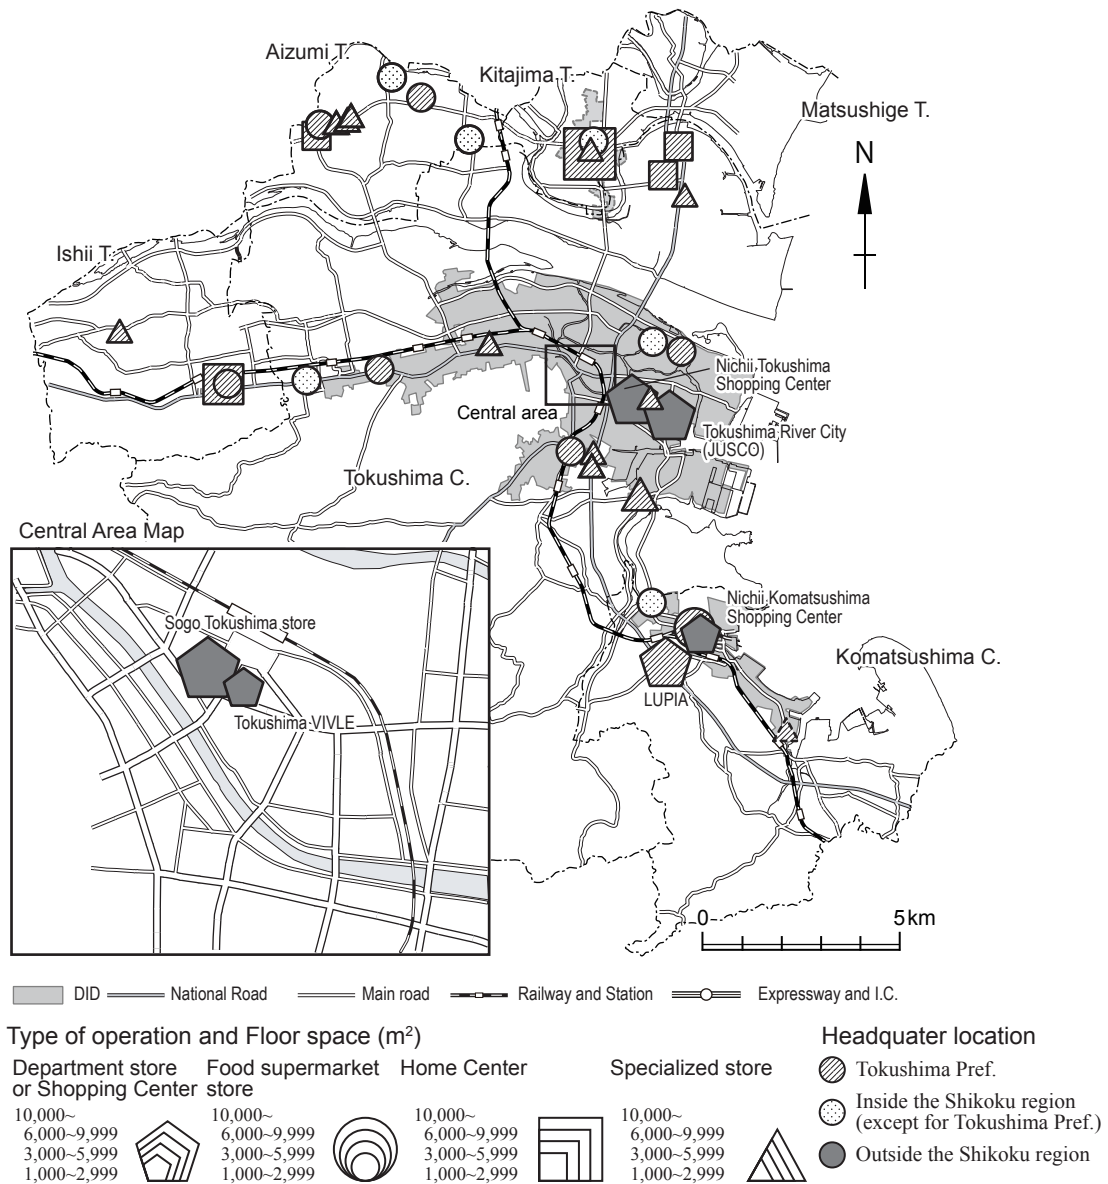 Aizumi T.
Kitajima T.
Matsushige T.
N
Ishii T.
Nichii Tokushima
Shopping Center
Central area
Tokushima River City
(JUSCO)
Tokushima C.
Central Area Map
Nichii Komatsushima
Shopping Center
Sogo Tokushima store
Komatsushima C.
LUPIA
Tokushima VIVLE
0 5km
DID National Road Main road Railway and Station Expressway and I.C.
Type of operation and Floor space (m²)
Headquater location
Department store
or Shopping Center
10,000~
6,000~9,999
3,000~5,999
1,000~2,999
Food supermarket
store
10,000~
6,000~9,999
3,000~5,999
1,000~2,999
Home Center
10,000~
6,000~9,999
3,000~5,999
1,000~2,999
Specialized store
10,000~
6,000~9,999
3,000~5,999
1,000~2,999
Tokushima Pref.
Inside the Shikoku region
(except for Tokushima Pref.)
Outside the Shikoku region